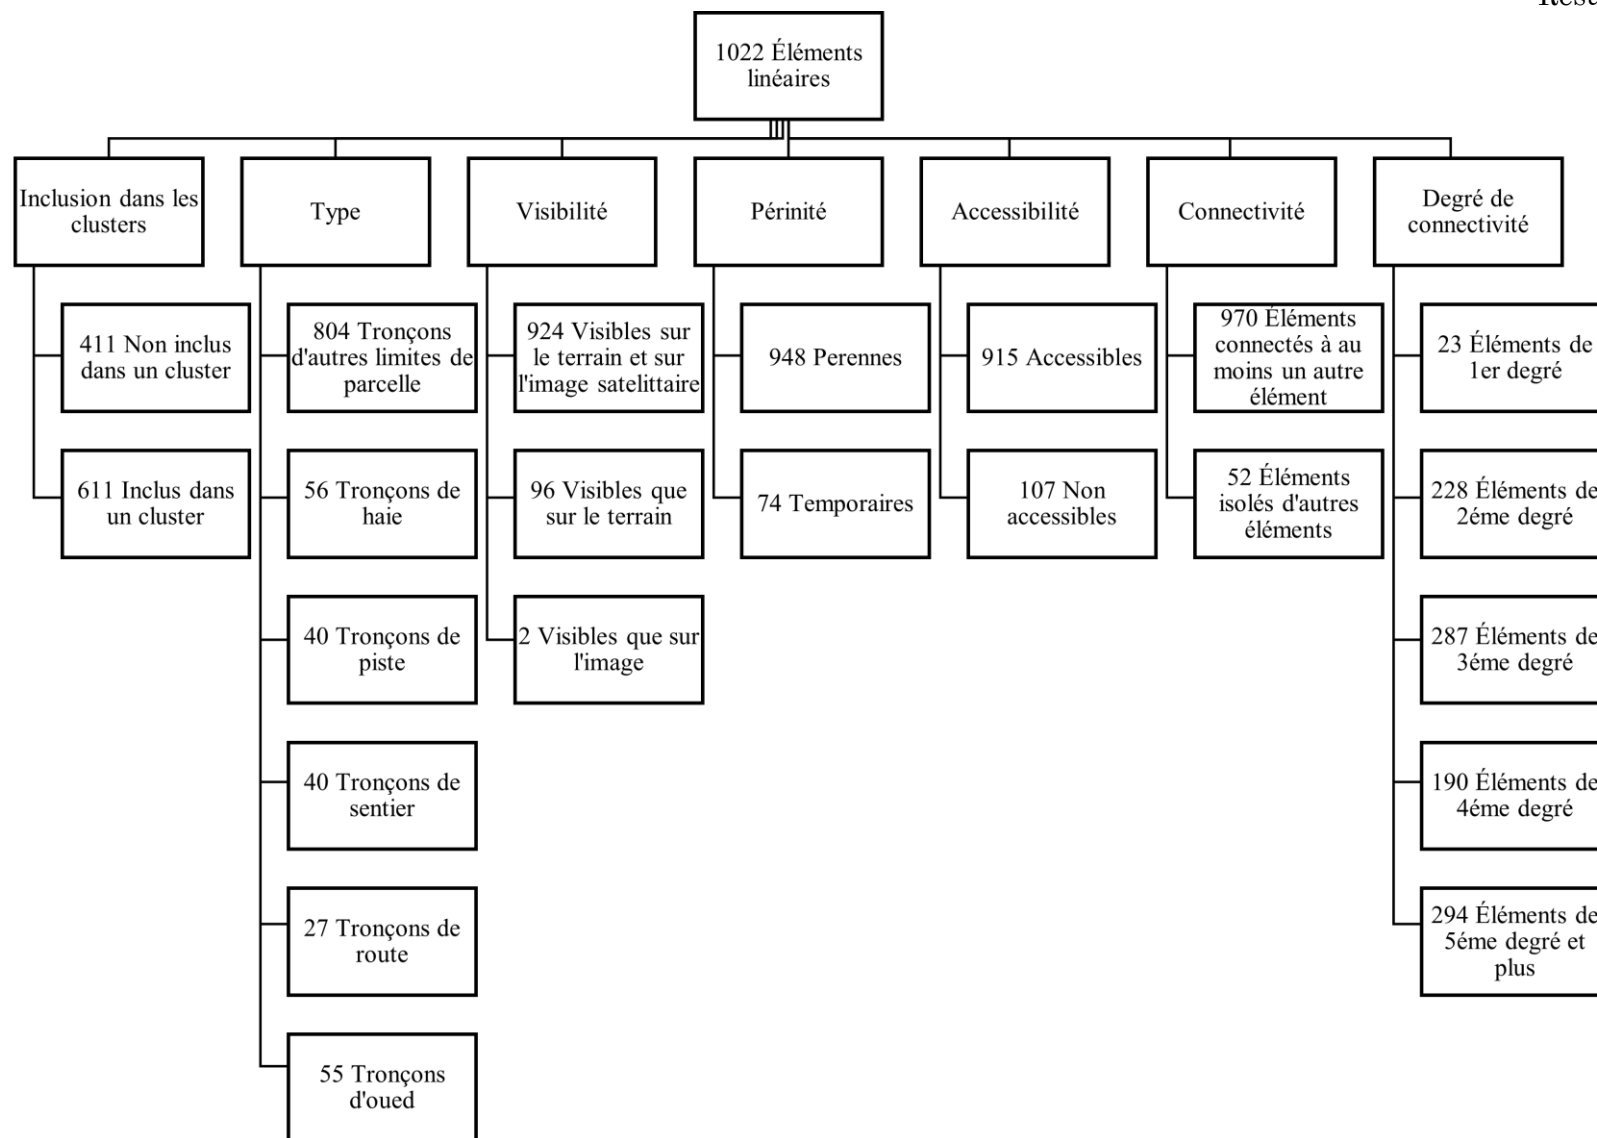 1022 Éléments
linéaires
Inclusion dans les
clusters
411 Non inclus
dans un cluster
611 Inclus dans
un cluster
Type
804 Tronçons
d'autres limites de
parcelle
56 Tronçons de
haie
40 Tronçons de
piste
40 Tronçons de
sentier
27 Tronçons de
route
55 Tronçons
d'oued
Visibilité
924 Visibles sur
le terrain et sur
l'image satelittaire
96 Visibles que
sur le terrain
2 Visibles que sur
l'image
Périnité
948 Perennes
74 Temporaires
Accessibilité
915 Accessibles
107 Non
accessibles
Connectivité
970 Éléments
connectés à au
moins un autre
élément
52 Éléments
isolés d'autres
éléments
Degré de
connectivité
23 Éléments de
1er degré
228 Éléments de
2éme degré
287 Éléments de
3éme degré
190 Éléments de
4éme degré
294 Éléments de
5éme degré et
plus